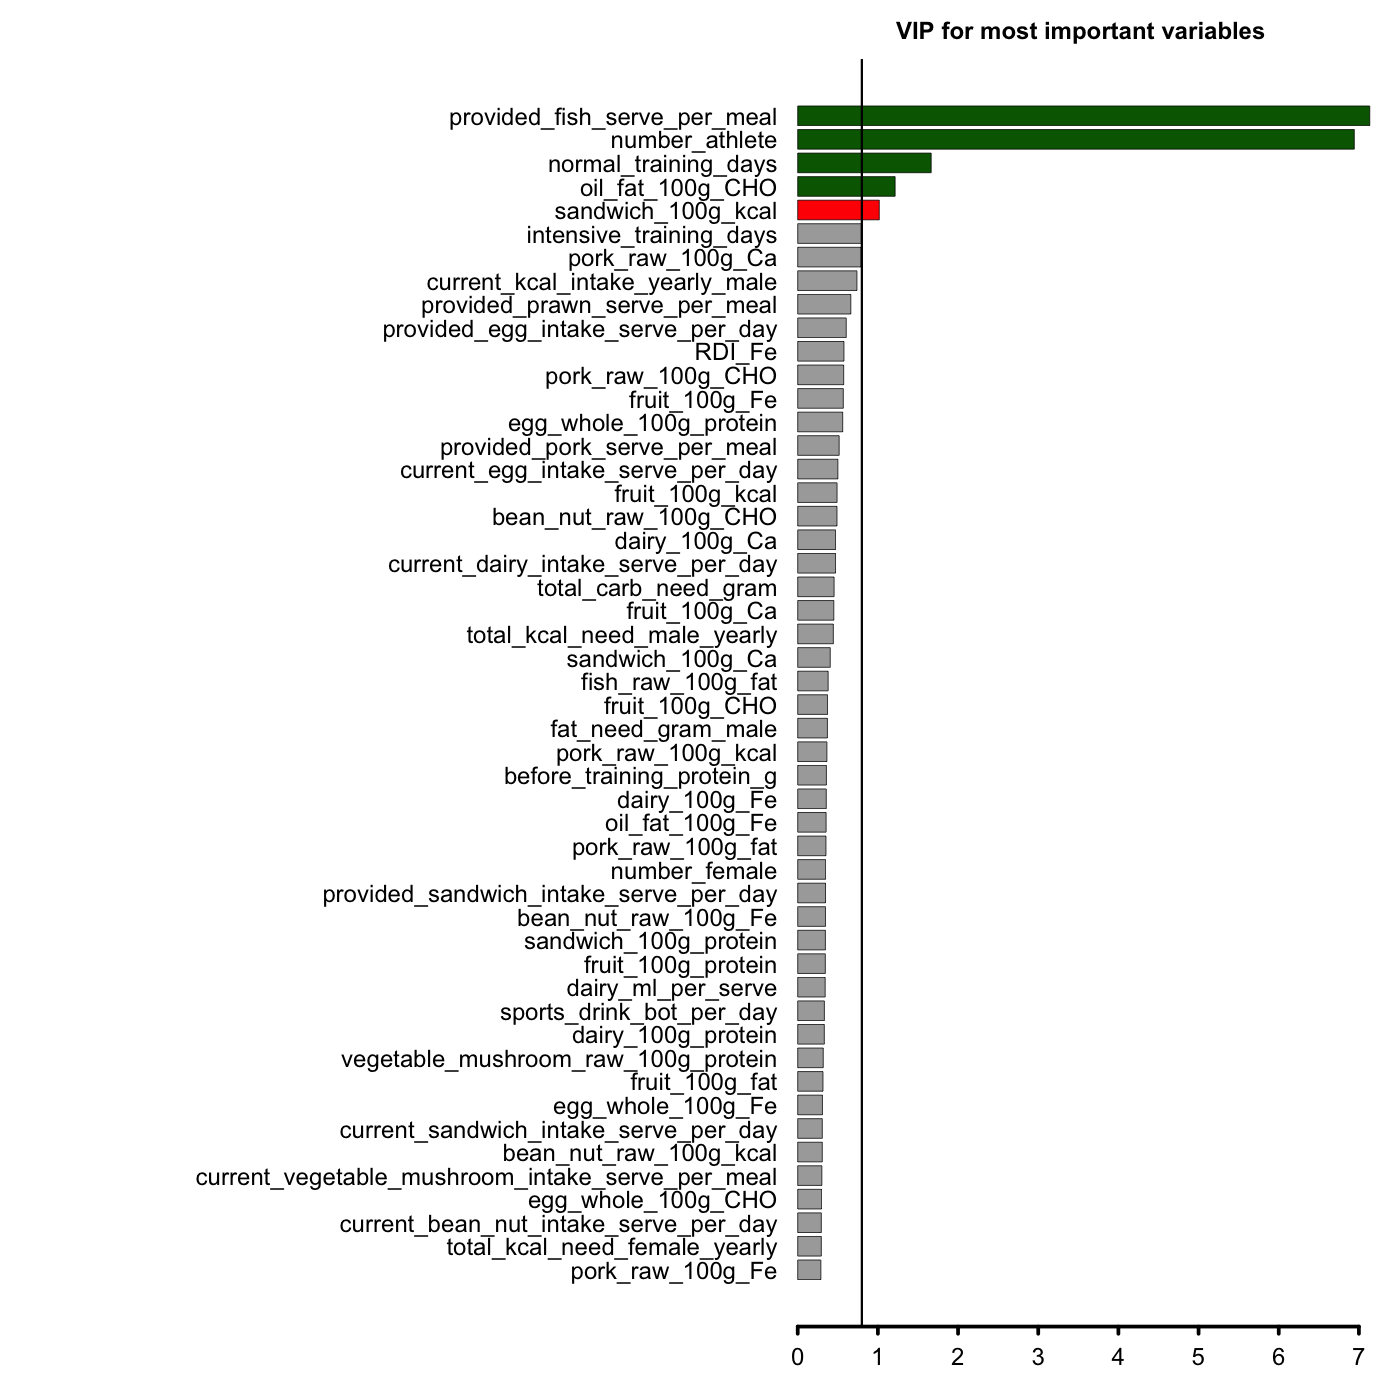 VIP for most important variables
provided_fish_serve_per_meal
number_athlete
normal_training_days
oil_fat_100g_CHO
sandwich_100g_kcal
intensive_training_days
pork_raw_100g_Ca
current_kcal_intake_yearly_male
provided_prawn_serve_per_meal
provided_egg_intake_serve_per_day
RDI_Fe
pork_raw_100g_CHO
fruit_100g_Fe
egg_whole_100g_protein
provided_pork_serve_per_meal
current_egg_intake_serve_per_day
fruit_100g_kcal
bean_nut_raw_100g_CHO
dairy_100g_Ca
current_dairy_intake_serve_per_day
total_carb_need_gram
fruit_100g_Ca
total_kcal_need_male_yearly
sandwich_100g_Ca
fish_raw_100g_fat
fruit_100g_CHO
fat_need_gram_male
pork_raw_100g_kcal
before_training_protein_g
dairy_100g_Fe
oil_fat_100g_Fe
pork_raw_100g_fat
number_female
provided_sandwich_intake_serve_per_day
bean_nut_raw_100g_Fe
sandwich_100g_protein
fruit_100g_protein
dairy_ml_per_serve
sports_drink_bot_per_day
dairy_100g_protein
vegetable_mushroom_raw_100g_protein
fruit_100g_fat
egg_whole_100g_Fe
current_sandwich_intake_serve_per_day
bean_nut_raw_100g_kcal
current_vegetable_mushroom_intake_serve_per_meal
egg_whole_100g_CHO
current_bean_nut_intake_serve_per_day
total_kcal_need_female_yearly
pork_raw_100g_Fe
0 1 2 3 4 5 6 7